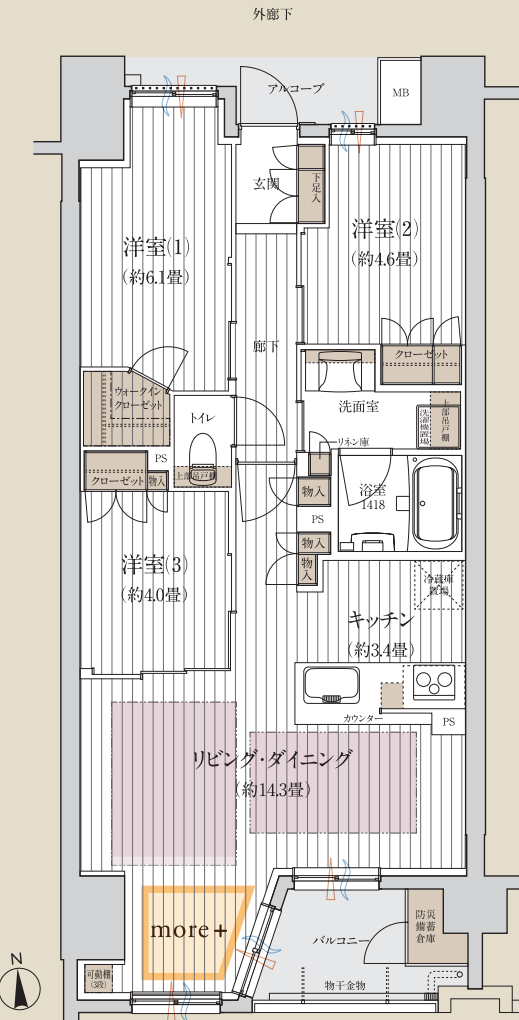 外廊下
アルコーブ
MB
玄関
下足入
洋室(1)
(約6.1畳)
洋室(2)
(約4.6畳)
廊下
クローゼット
ウォークイン
クローゼット
トイレ
洗面室
上部吊戸棚
洗濯機置場
リネン庫
PS
クローゼット
物入
上部吊戸棚
物入
浴室
1418
PS
物入
物入
洋室(3)
(約4.0畳)
冷蔵庫
置場
キッチン
(約3.4畳)
カウンター
PS
リビング・ダイニング
(約14.3畳)
more+
バルコニー
防災
備蓄
倉庫
可動棚
(3段)
物干金物
N